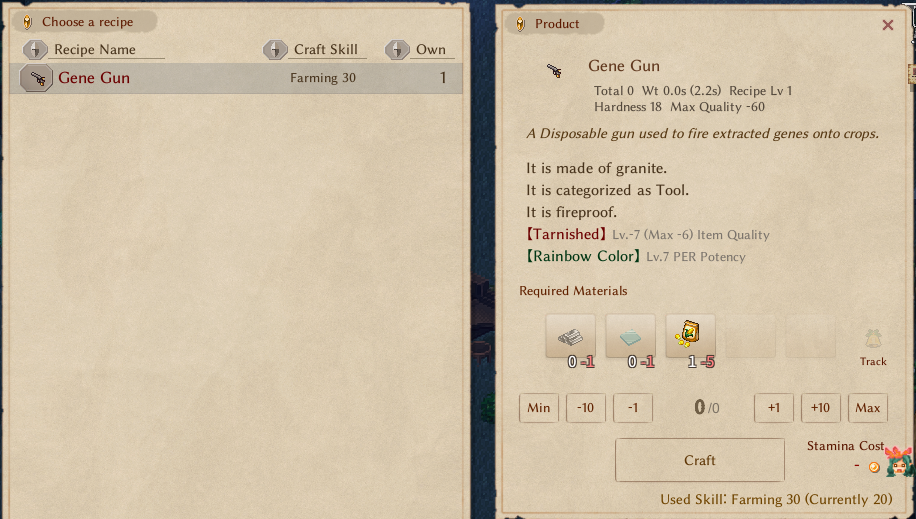 Choose a recipe
Recipe Name Craft Skill Own
Gene Gun Farming 30 1
Product
Gene Gun
Total 0 Wt 0.0s (2.2s) Recipe Lv 1
Hardness 18 Max Quality -60
A Disposable gun used to fire extracted genes onto crops.
It is made of granite.
It is categorized as Tool.
It is fireproof.
【Tarnished】 Lv.-7 (Max -6) Item Quality
【Rainbow Color】 Lv.7 PER Potency
Required Materials
0 -1 0 -1 1 -5
Track
Min -10 -1 0/0 +1 +10 Max
Craft
Stamina Cost
-
Used Skill: Farming 30 (Currently 20)